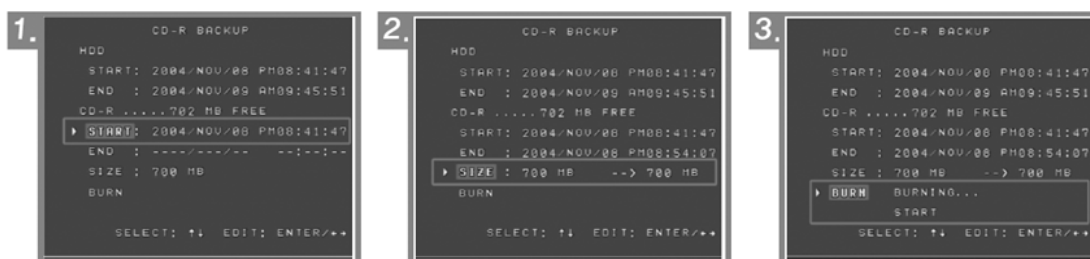 1.
CD-R BACKUP
HDD
START: 2004/NOV/08 PM08:41:47
END : 2004/NOV/09 AM09:45:51
CD-R .....702 MB FREE
START: 2004/NOV/08 PM08:41:47
END : ----/---/-- --:--:--
SIZE : 700 MB
BURN
SELECT: ↑↓ EDIT: ENTER/←→
2.
CD-R BACKUP
HDD
START: 2004/NOV/08 PM08:41:47
END : 2004/NOV/09 AM09:45:51
CD-R .....702 MB FREE
START: 2004/NOV/08 PM08:41:47
END : 2004/NOV/08 PM08:54:07
SIZE : 700 MB --> 700 MB
BURN
SELECT: ↑↓ EDIT: ENTER/←→
3.
CD-R BACKUP
HDD
START: 2004/NOV/08 PM08:41:47
END : 2004/NOV/09 AM09:45:51
CD-R .....702 MB FREE
START: 2004/NOV/08 PM08:41:47
END : 2004/NOV/08 PM08:54:07
SIZE : 700 MB --> 700 MB
BURN BURNING...
START
SELECT: ↑↓ EDIT: ENTER/←→